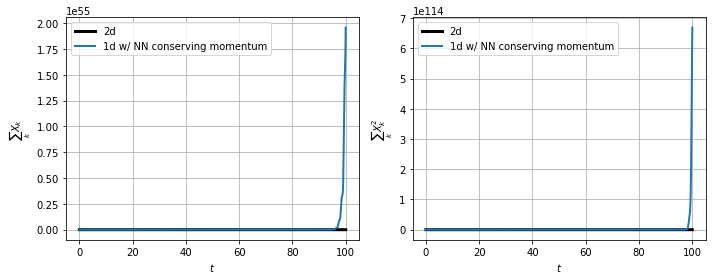 1e55
2.00
1.75
1.50
1.25
1.00
0.75
0.50
0.25
0.00
0 20 40 60 80 100
t
∑ₖ Xₖ
2d
1d w/ NN conserving momentum
1e114
7
6
5
4
3
2
1
0
0 20 40 60 80 100
t
∑ₖ Xₖ²
2d
1d w/ NN conserving momentum